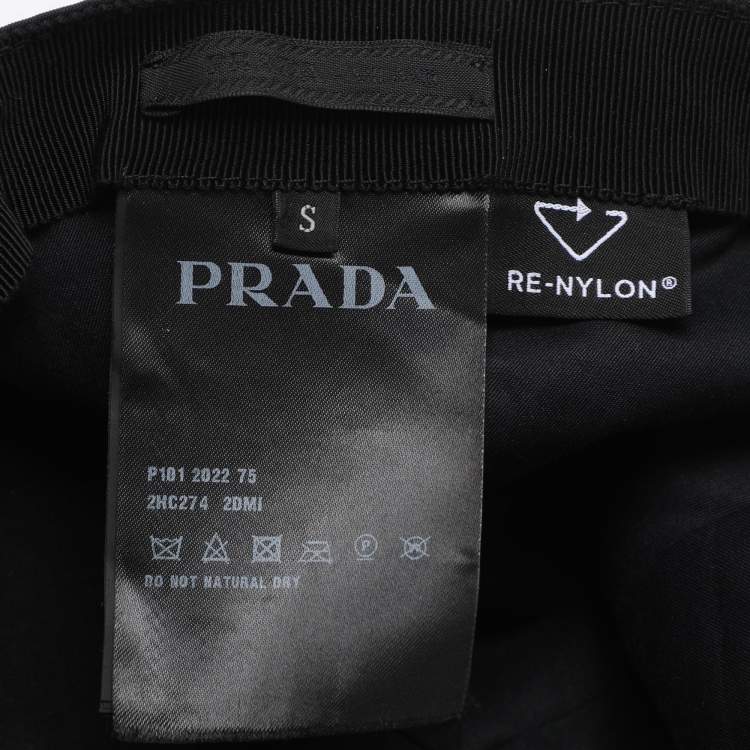 S
PRADA
RE-NYLON®
P101 2022 75
2HC274 2DMI
P
DO NOT NATURAL DRY